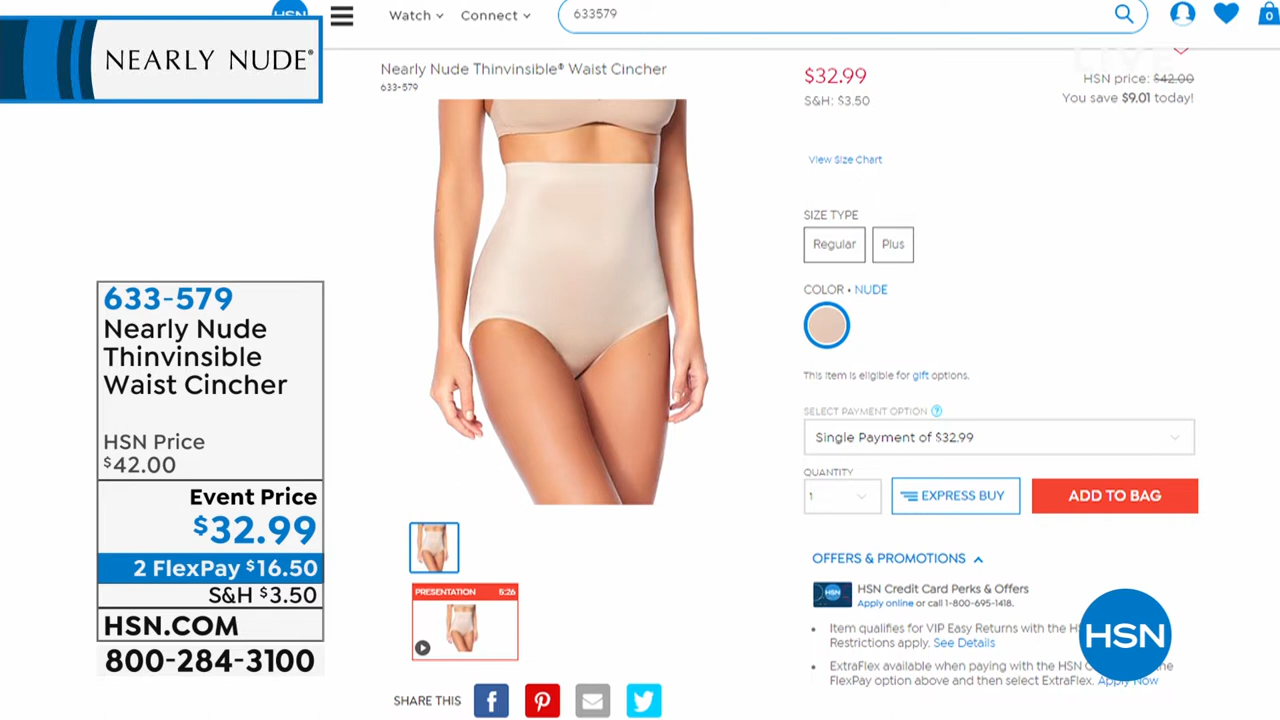 HSN
Watch
Connect
633579
0
NEARLY NUDE®
LIVE
Nearly Nude Thinvinsible® Waist Cincher
633-579
$32.99
S&H: $3.50
HSN price: $42.00
You save $9.01 today!
View Size Chart
SIZE TYPE
Regular
Plus
COLOR • NUDE
This item is eligible for gift options.
SELECT PAYMENT OPTION ?
Single Payment of $32.99
QUANTITY
1
EXPRESS BUY
ADD TO BAG
OFFERS & PROMOTIONS
HSN
HSN Credit Card Perks & Offers
Apply online or call 1-800-695-1418.
• Item qualifies for VIP Easy Returns with the
Restrictions apply. See Details
• ExtraFlex available when paying with the HSN
FlexPay option above and then select ExtraFlex. Apply Now
HSN
633-579
Nearly Nude
Thinvinsible
Waist Cincher
HSN Price
$42.00
Event Price
$32.99
2 FlexPay $16.50
S&H $3.50
HSN.COM
800-284-3100
PRESENTATION 5:26
SHARE THIS